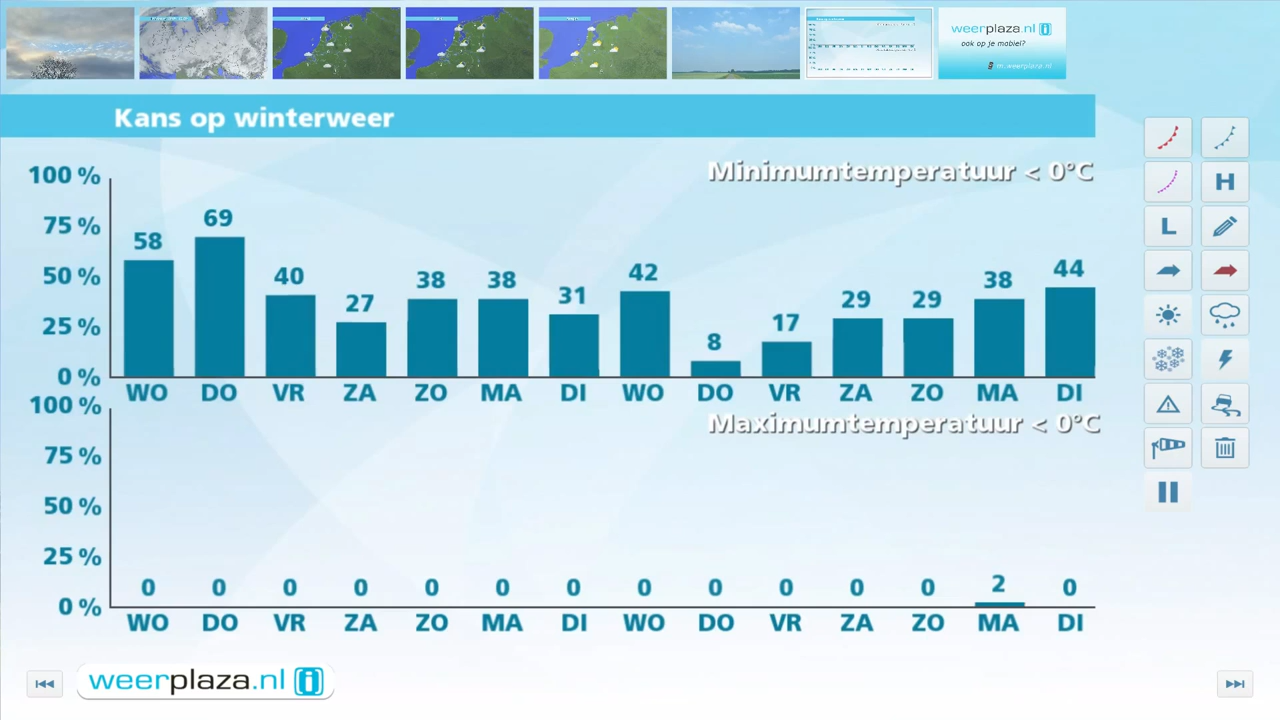 weerplaza.nl i
ook op je mobiel?
m.weerplaza.nl
Kans op winterweer
Minimumtemperatuur < 0°C
100 %
75 %
50 %
25 %
0 %
58 69 40 27 38 38 31 42 8 17 29 29 38 44
WO DO VR ZA ZO MA DI WO DO VR ZA ZO MA DI
Maximumtemperatuur < 0°C
100 %
75 %
50 %
25 %
0 %
0 0 0 0 0 0 0 0 0 0 0 0 2 0
WO DO VR ZA ZO MA DI WO DO VR ZA ZO MA DI
H
L
weerplaza.nl i